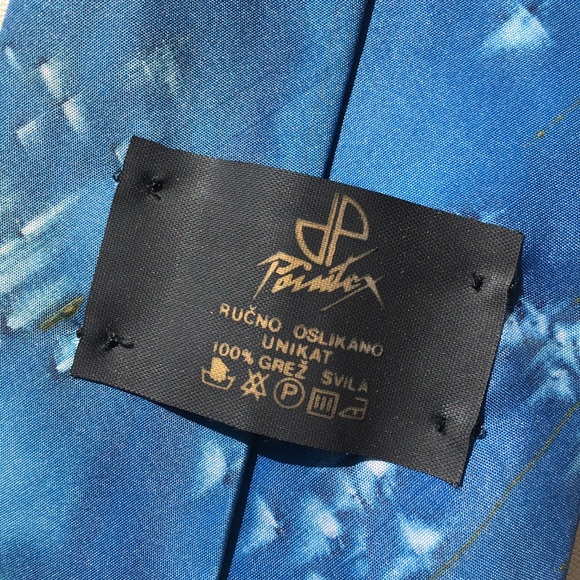 dP
Pointex
RUČNO OSLIKANO
UNIKAT
100% GREŽ SVILA
P